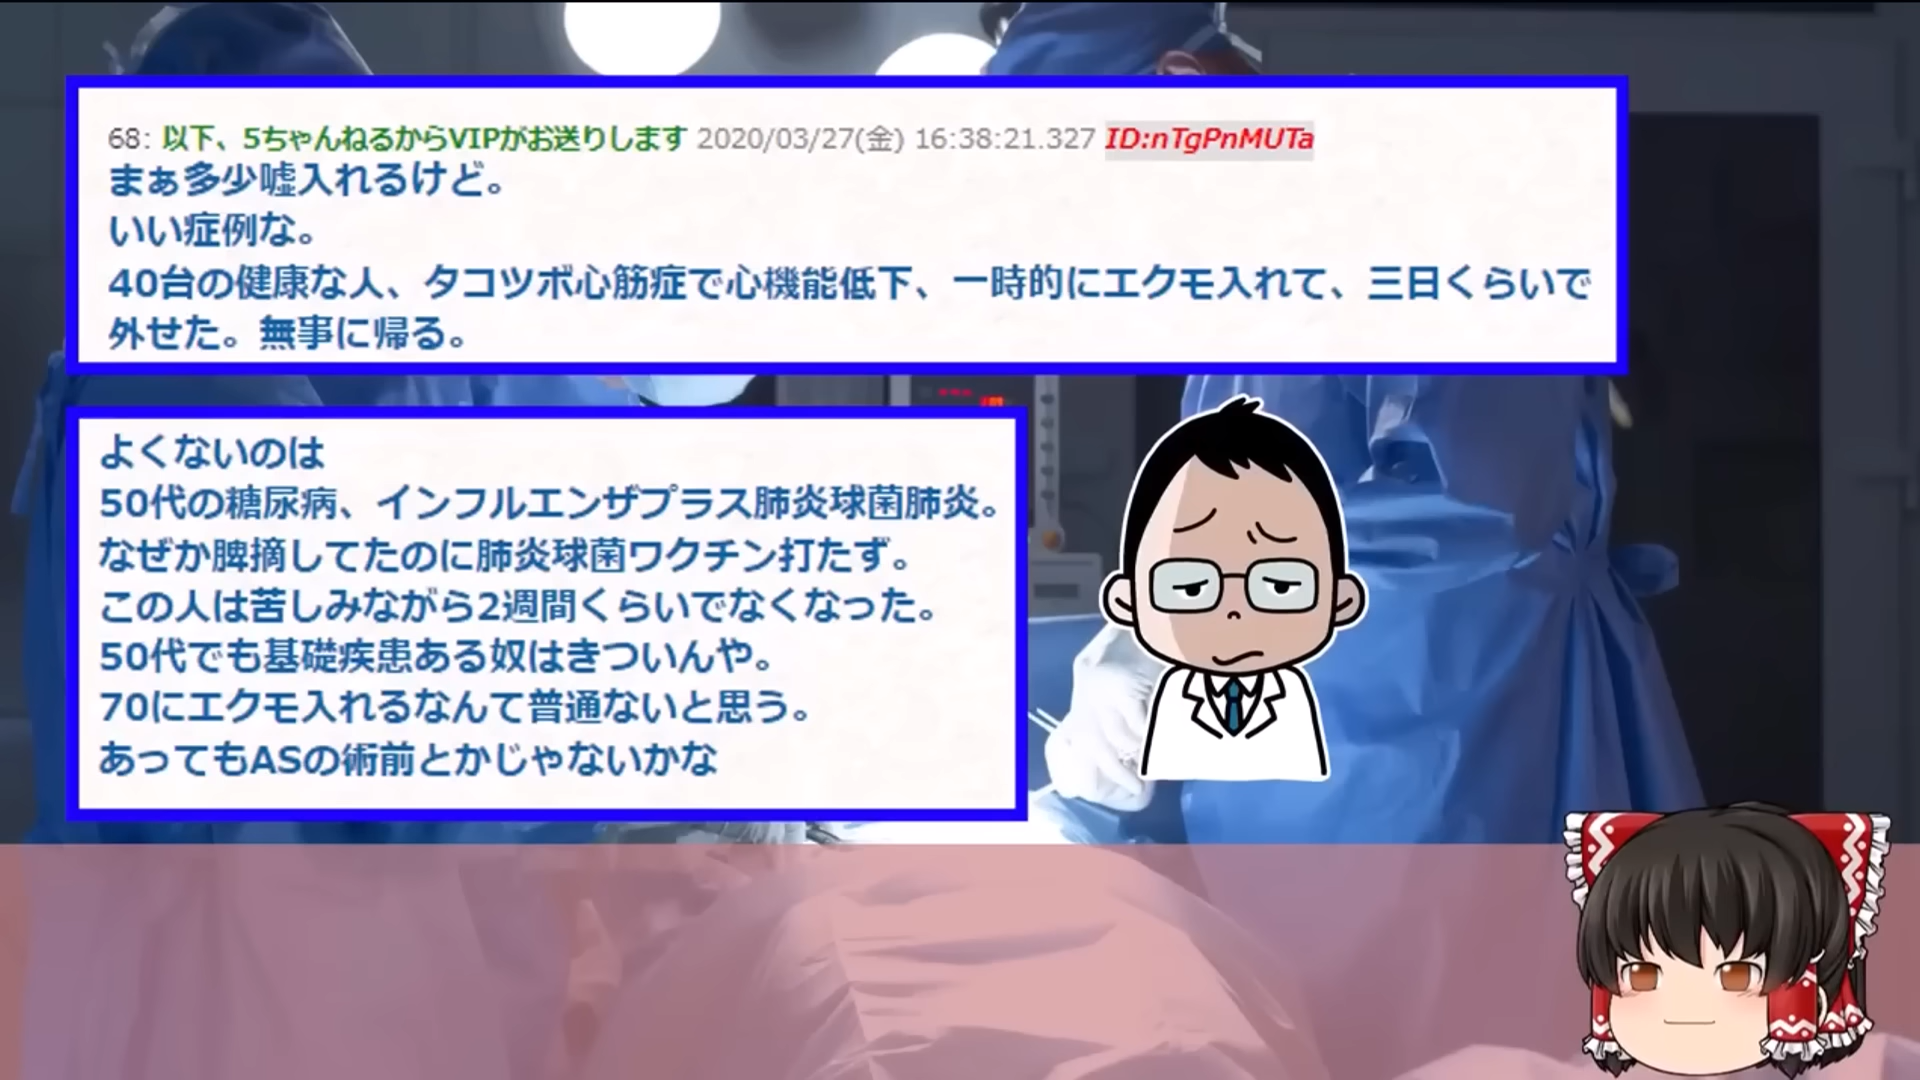 68: 以下、5ちゃんねるからVIPがお送りします 2020/03/27(金) 16:38:21.327 ID:nTgPnMUTa
まぁ多少嘘入れるけど。
いい症例な。
40台の健康な人、タコツボ心筋症で心機能低下、一時的にエクモ入れて、三日くらいで
外せた。無事に帰る。
よくないのは
50代の糖尿病、インフルエンザプラス肺炎球菌肺炎。
なぜか脾摘してたのに肺炎球菌ワクチン打たず。
この人は苦しみながら2週間くらいでなくなった。
50代でも基礎疾患ある奴はきついんや。
70にエクモ入れるなんて普通ないと思う。
あってもASの術前とかじゃないかな